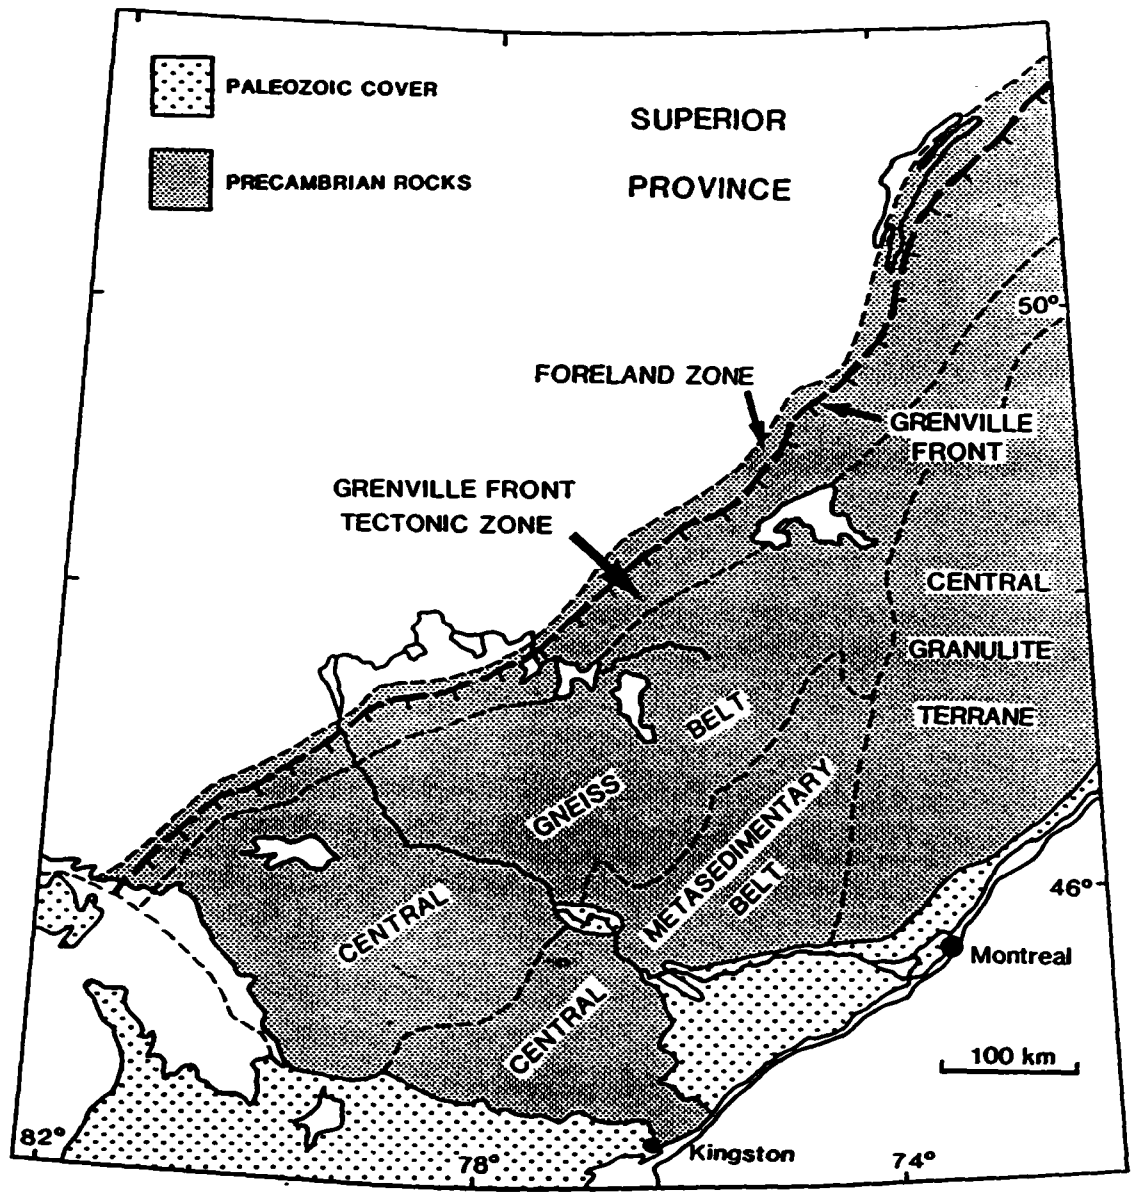 PALEOZOIC COVER
PRECAMBRIAN ROCKS
SUPERIOR
PROVINCE
50°
FORELAND ZONE
GRENVILLE
FRONT
GRENVILLE FRONT
TECTONIC ZONE
CENTRAL
GRANULITE
TERRANE
CENTRAL
GNEISS
BELT
CENTRAL
METASEDIMENTARY
BELT
46°
Montreal
100 km
Kingston
82°
78°
74°